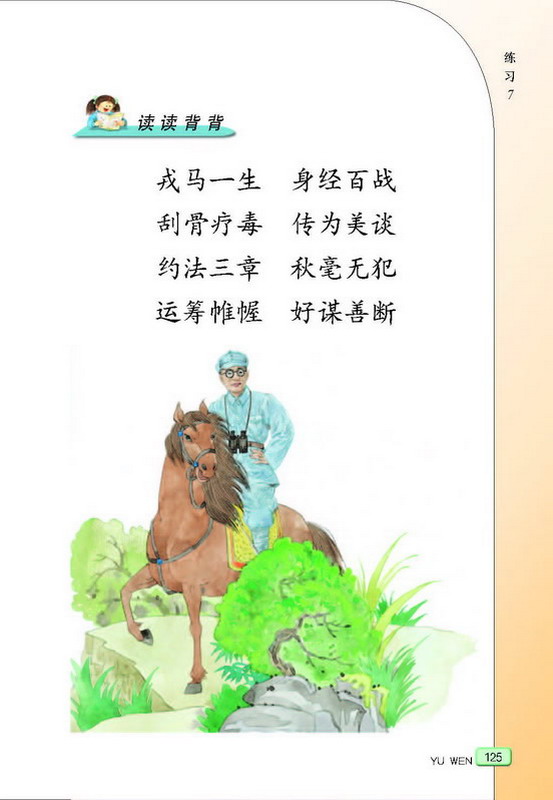 练习7
读读背背
戎马一生 身经百战
刮骨疗毒 传为美谈
约法三章 秋毫无犯
运筹帷幄 好谋善断
YU WEN 125